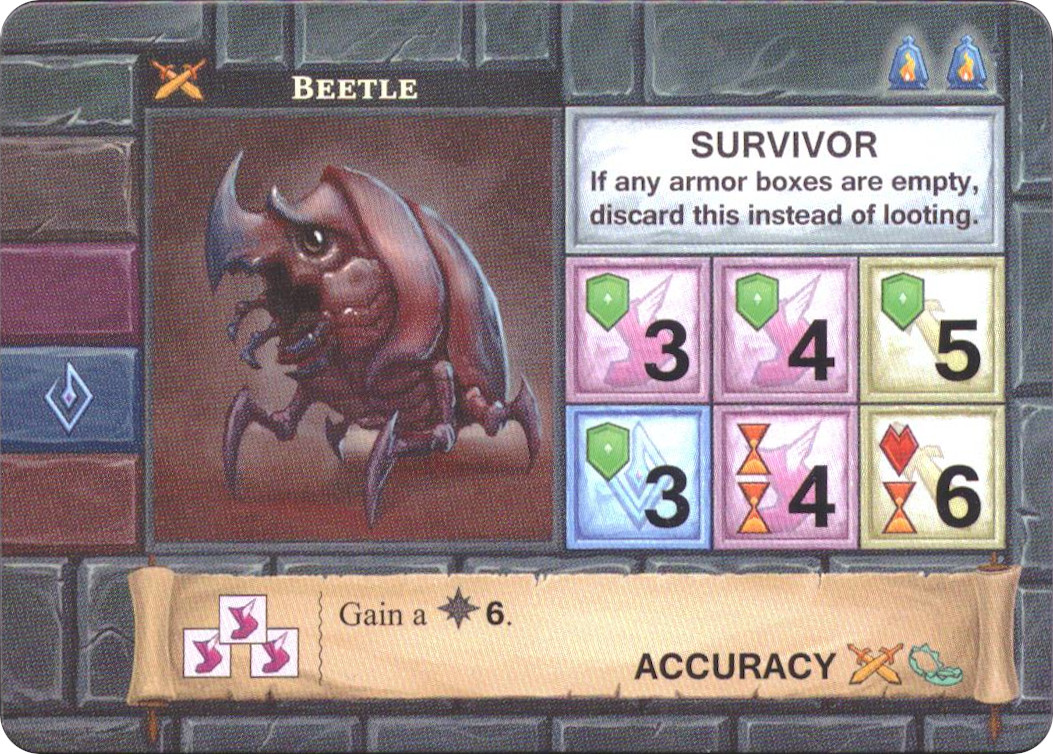 BEETLE
SURVIVOR
If any armor boxes are empty,
discard this instead of looting.
3 4 5
3 4 6
Gain a 6.
ACCURACY